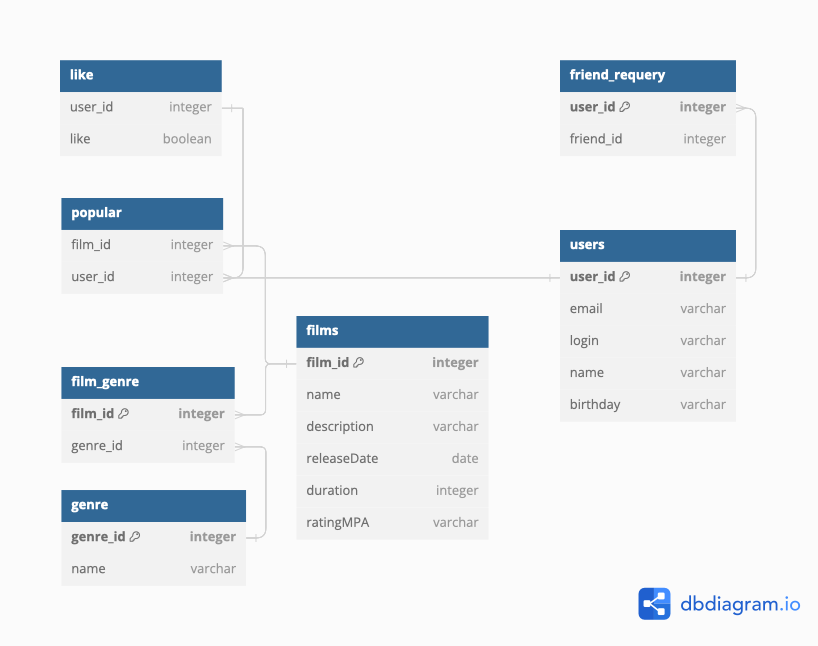 like
user_id integer
like boolean
popular
film_id integer
user_id integer
film_genre
film_id integer
genre_id integer
genre
genre_id integer
name varchar
films
film_id integer
name varchar
description varchar
releaseDate date
duration integer
ratingMPA varchar
friend_requery
user_id integer
friend_id integer
users
user_id integer
email varchar
login varchar
name varchar
birthday varchar
dbdiagram.io